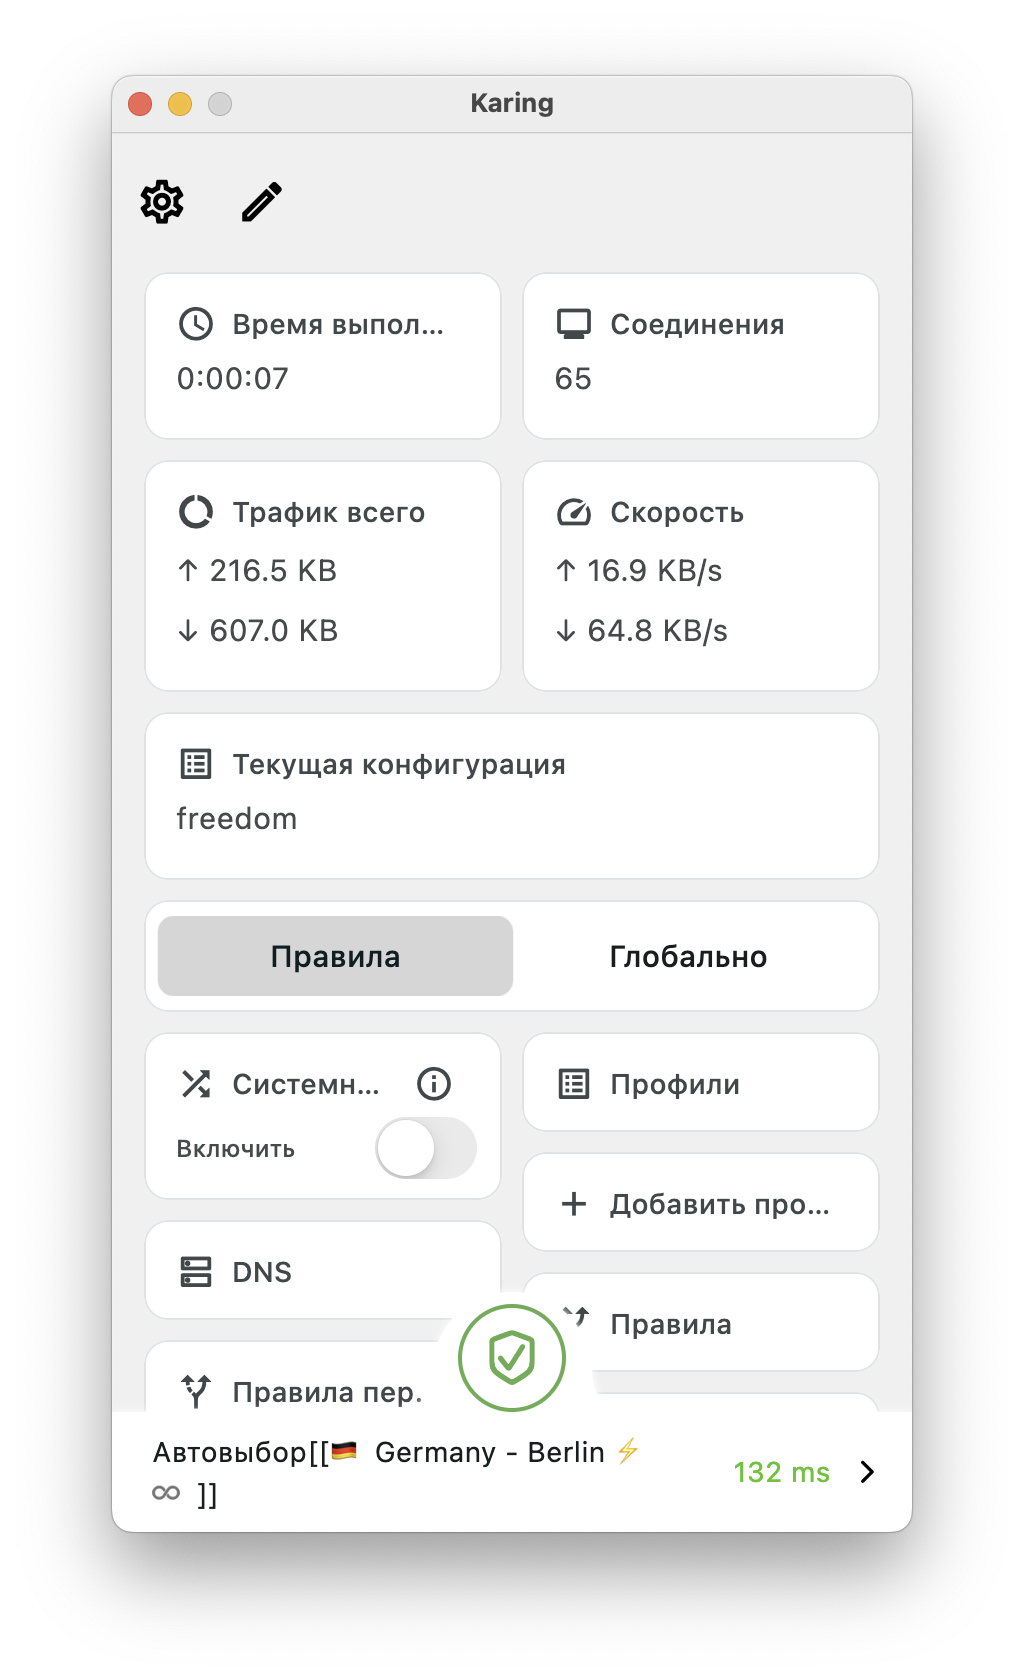 Karing
Время выпол...
0:00:07
Соединения
65
Трафик всего
↑ 216.5 KB
↓ 607.0 KB
Скорость
↑ 16.9 KB/s
↓ 64.8 KB/s
Текущая конфигурация
freedom
Правила
Глобально
Системн...
Включить
Профили
Добавить про...
DNS
Правила
Правила пер.
Автовыбор[[🇩🇪 Germany - Berlin ⚡
∞ ]]
132 ms